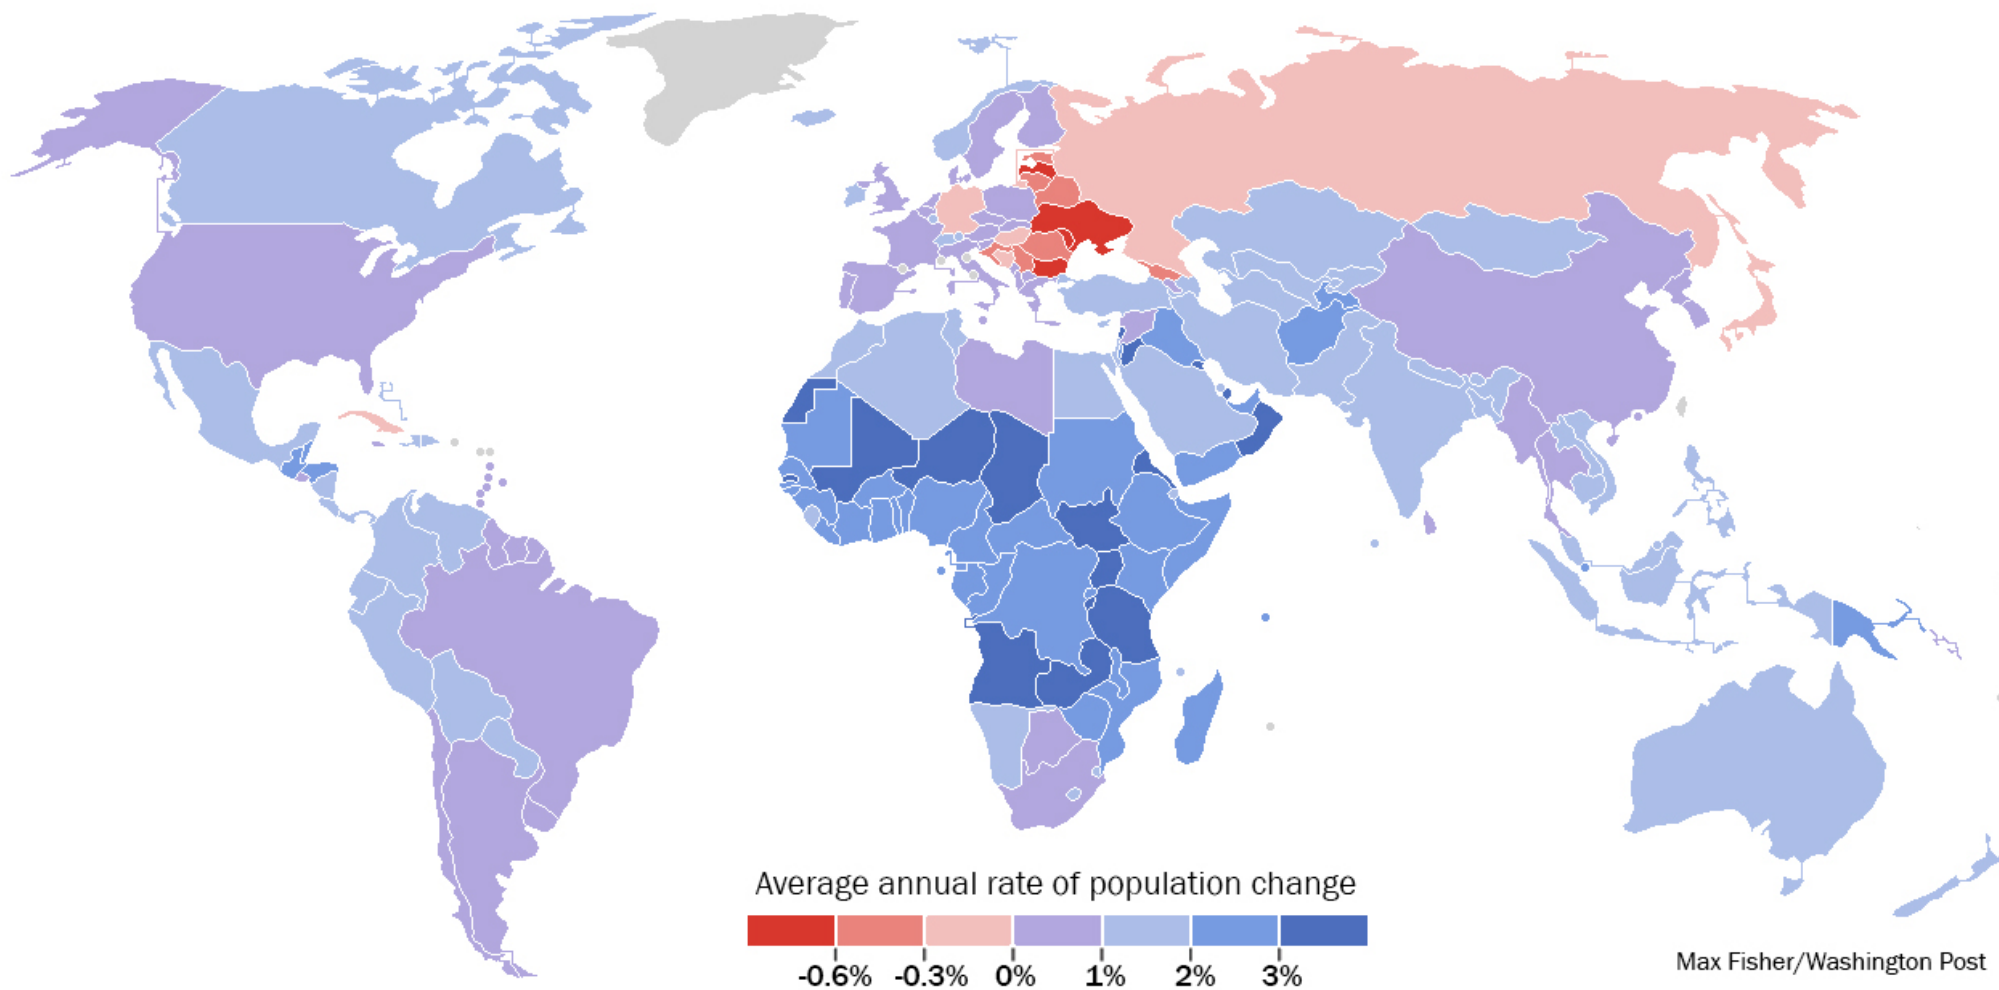 Average annual rate of population change
-0.6% -0.3% 0% 1% 2% 3%
Max Fisher/Washington Post